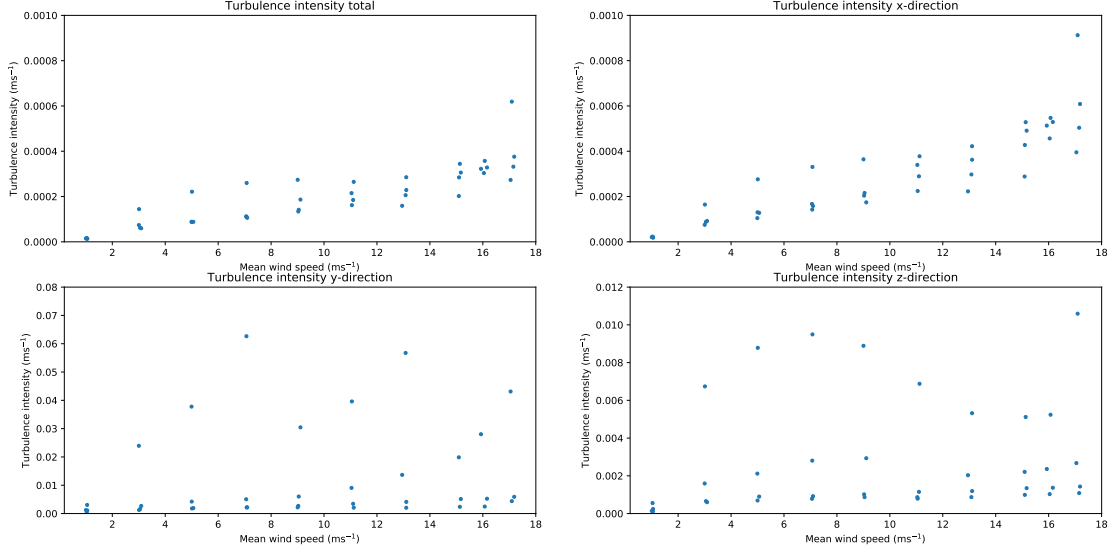 Turbulence intensity total
Turbulence intensity (ms⁻¹)
0.0010
0.0008
0.0006
0.0004
0.0002
0.0000
2 4 6 8 10 12 14 16 18
Mean wind speed (ms⁻¹)
Turbulence intensity x-direction
Turbulence intensity (ms⁻¹)
0.0010
0.0008
0.0006
0.0004
0.0002
0.0000
2 4 6 8 10 12 14 16 18
Mean wind speed (ms⁻¹)
Turbulence intensity y-direction
Turbulence intensity (ms⁻¹)
0.08
0.07
0.06
0.05
0.04
0.03
0.02
0.01
0.00
2 4 6 8 10 12 14 16 18
Mean wind speed (ms⁻¹)
Turbulence intensity z-direction
Turbulence intensity (ms⁻¹)
0.012
0.010
0.008
0.006
0.004
0.002
0.000
2 4 6 8 10 12 14 16 18
Mean wind speed (ms⁻¹)